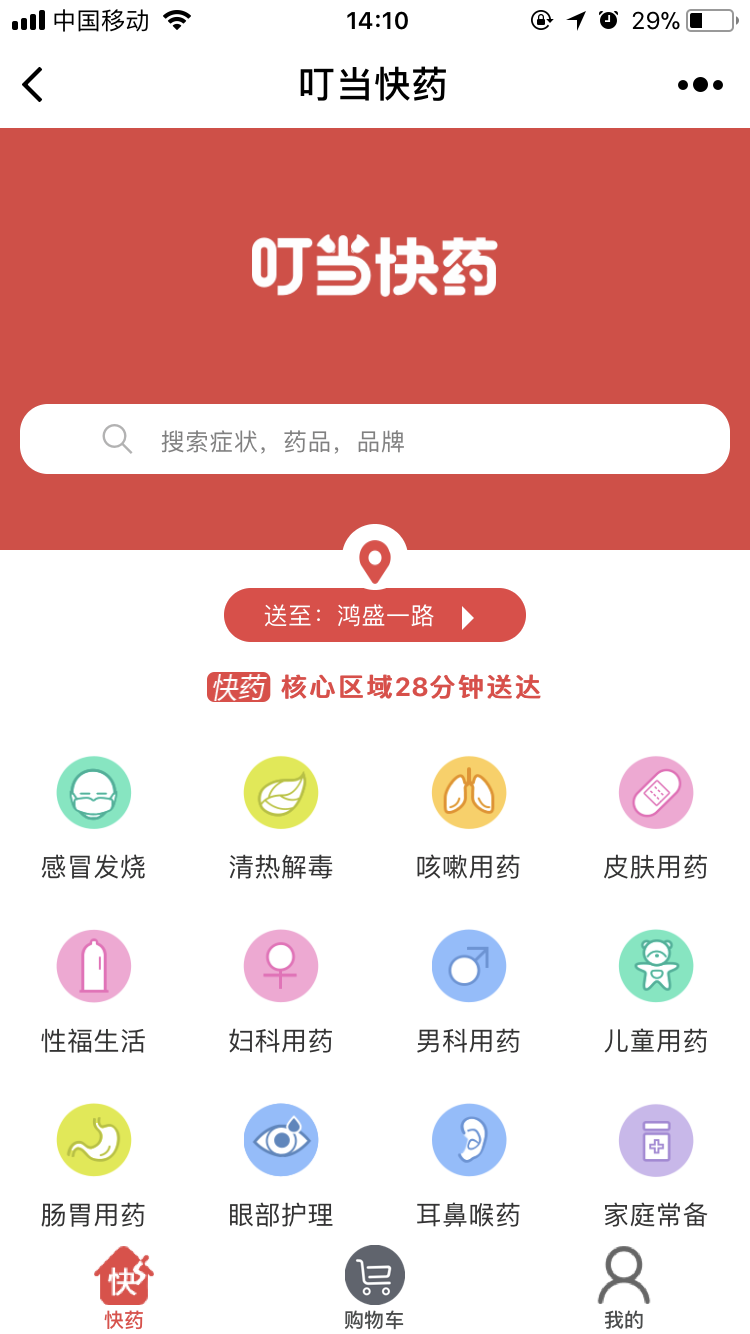 中国移动 14:10 29%
叮当快药
叮当快药
搜索症状，药品，品牌
送至：鸿盛一路
快药 核心区域28分钟送达
感冒发烧 清热解毒 咳嗽用药 皮肤用药
性福生活 妇科用药 男科用药 儿童用药
肠胃用药 眼部护理 耳鼻喉药 家庭常备
快
快药 购物车 我的